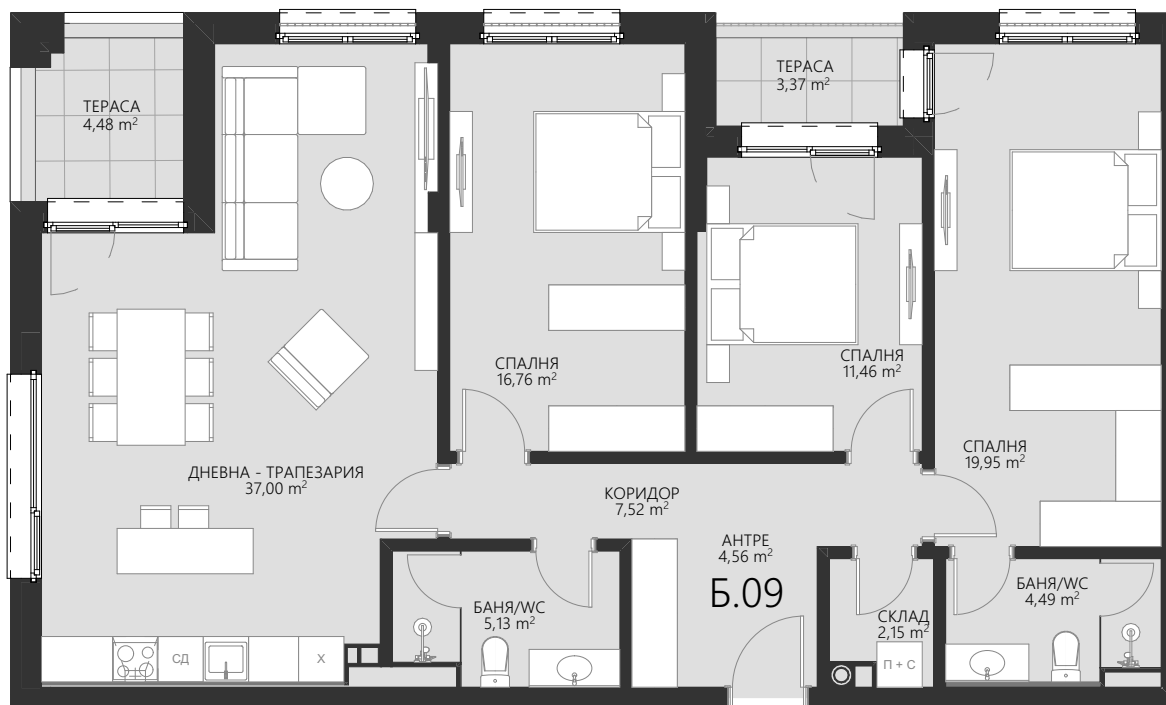 ТЕРАСА
4,48 m²
ТЕРАСА
3,37 m²
СПАЛНЯ
16,76 m²
СПАЛНЯ
11,46 m²
СПАЛНЯ
19,95 m²
ДНЕВНА - ТРАПЕЗАРИЯ
37,00 m²
КОРИДОР
7,52 m²
АНТРЕ
4,56 m²
Б.09
БАНЯ/WC
5,13 m²
СКЛАД
2,15 m²
БАНЯ/WC
4,49 m²
СД
Х
П + С